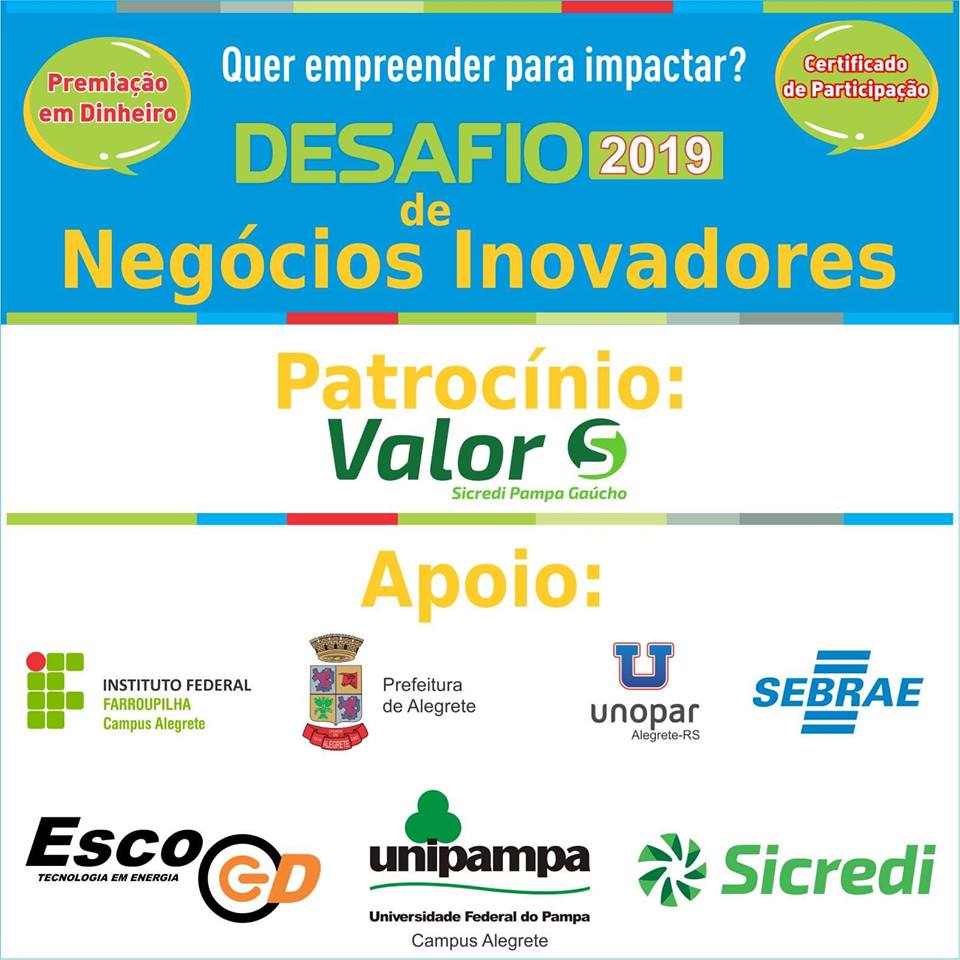 Premiação
em Dinheiro
Quer empreender para impactar?
Certificado
de Participação
DESAFIO 2019
de
Negócios Inovadores
Patrocínio:
Valor S
Sicredi Pampa Gaúcho
Apoio:
INSTITUTO FEDERAL
FARROUPILHA
Campus Alegrete
ALEGRETE
Prefeitura
de Alegrete
U
unopar
Alegrete-RS
SEBRAE
Esco
GD
TECNOLOGIA EM ENERGIA
unipampa
Universidade Federal do Pampa
Campus Alegrete
Sicredi